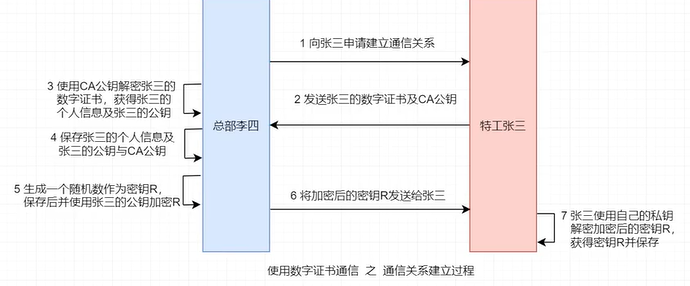 1 向张三申请建立通信关系
3 使用CA公钥解密张三的
数字证书，获得张三的
个人信息及张三的公钥
2 发送张三的数字证书及CA公钥
总部李四
特工张三
4 保存张三的个人信息及
张三的公钥与CA公钥
5 生成一个随机数作为密钥R，
保存后并使用张三的公钥加密R
6 将加密后的密钥R发送给张三
7 张三使用自己的私钥
解密加密后的密钥R，
获得密钥R并保存
使用数字证书通信 之 通信关系建立过程